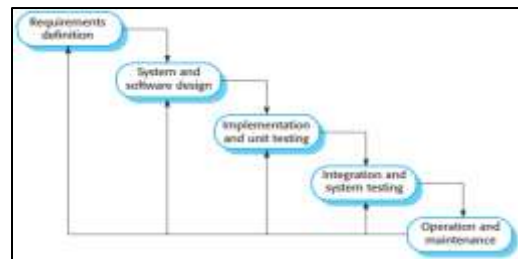 Requirements
definition
System and
software design
Implementation
and unit testing
Integration and
system testing
Operation and
maintenance